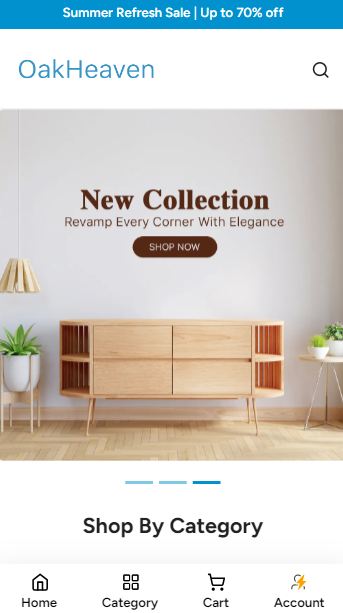 Summer Refresh Sale | Up to 70% off
OakHeaven
New Collection
Revamp Every Corner With Elegance
SHOP NOW
Shop By Category
Home
Category
Cart
Account